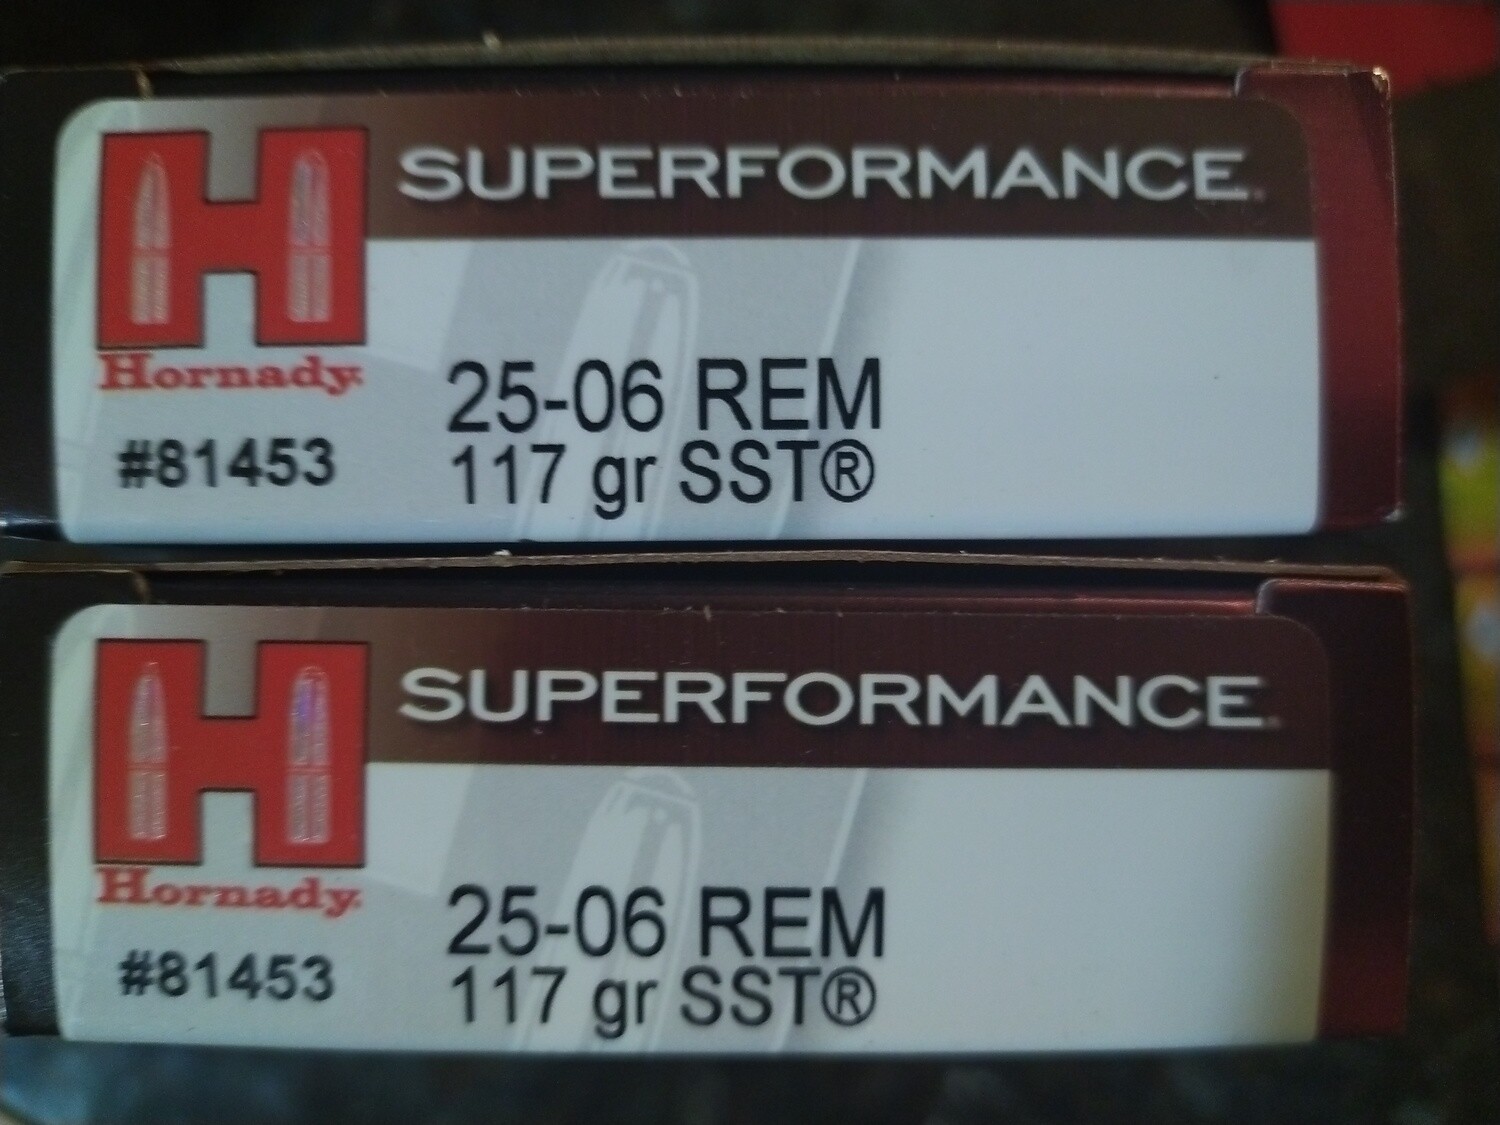 SUPERFORMANCE®
H
Hornady®
#81453
25-06 REM
117 gr SST®
SUPERFORMANCE®
H
Hornady®
#81453
25-06 REM
117 gr SST®